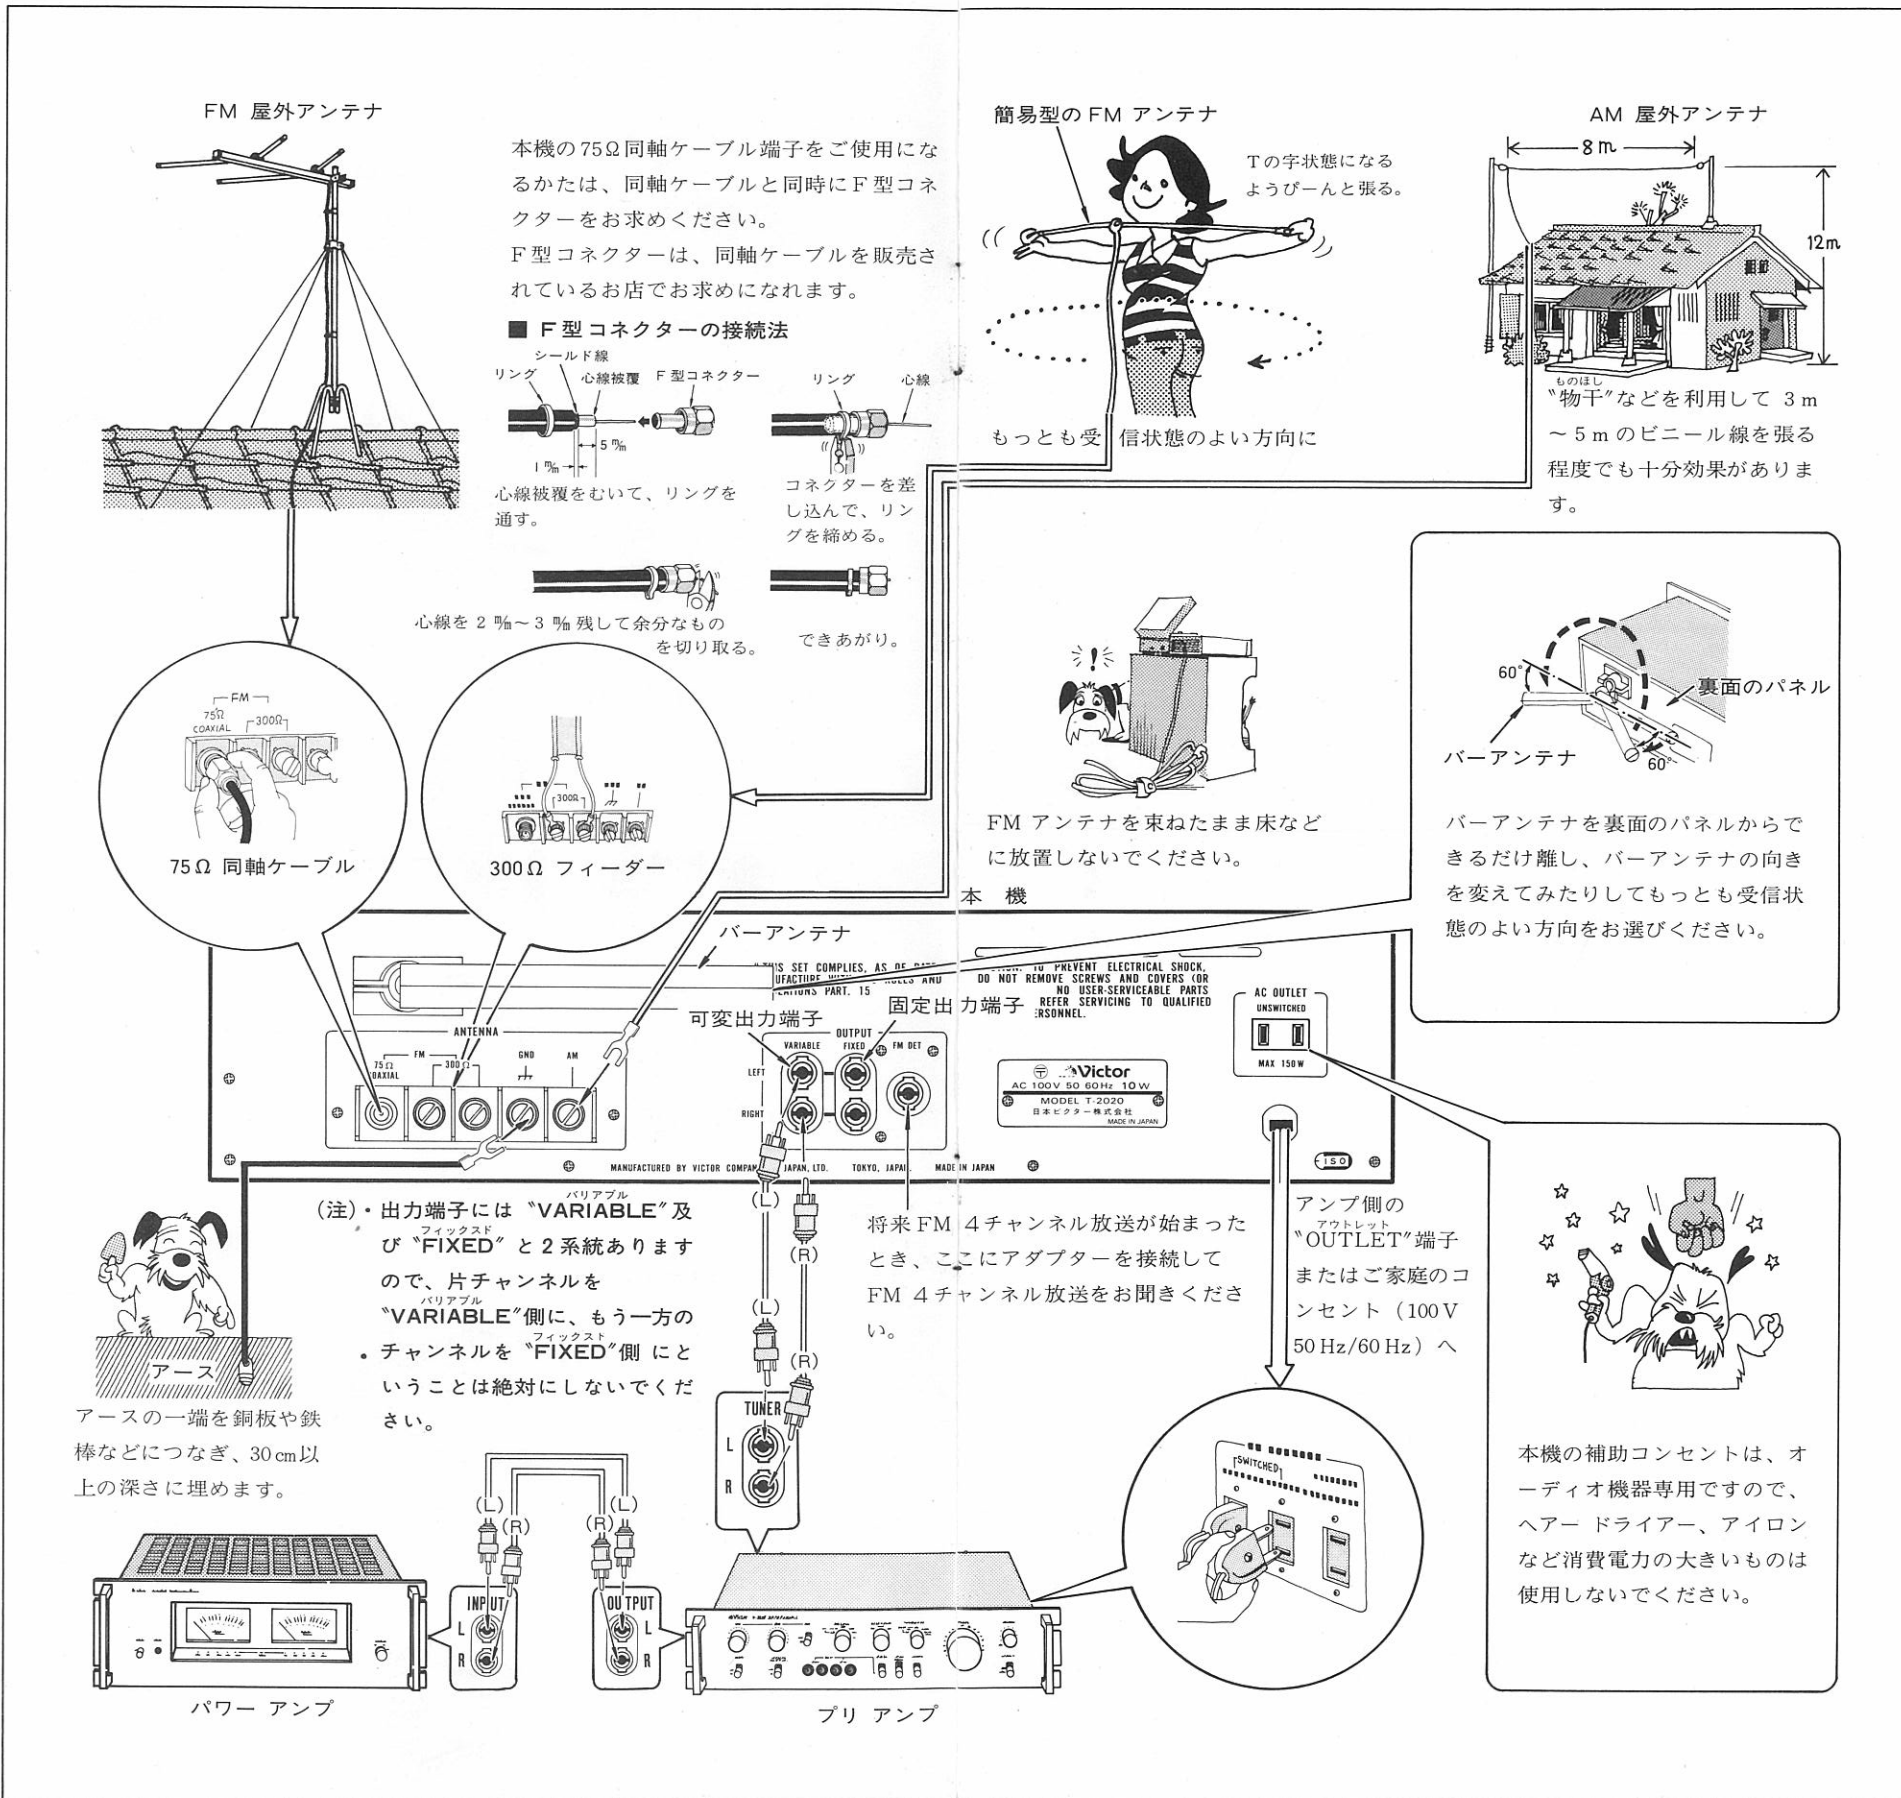 FM 屋外アンテナ
本機の75Ω同軸ケーブル端子をご使用にな
るかたは、同軸ケーブルと同時にF型コネ
クターをお求めください。
F型コネクターは、同軸ケーブルを販売さ
れているお店でお求めになれます。
■ F型コネクターの接続法
シールド線
リング
心線被覆
F型コネクター
5 m/m
1 m/m
心線被覆をむいて、リングを
通す。
リング
心線
コネクターを差
し込んで、リン
グを締める。
心線を 2 m/m～3 m/m 残して余分なもの
を切り取る。
できあがり。
簡易型の FM アンテナ
Tの字状態になる
ようぴーんと張る。
もっとも受信状態のよい方向に
AM 屋外アンテナ
8m
12m
ものほし
〝物干〟などを利用して 3 m
～ 5 m のビニール線を張る
程度でも十分効果がありま
す。
FM
75Ω
COAXIAL
300Ω
75Ω 同軸ケーブル
300Ω
300Ω フィーダー
!
FM アンテナを束ねたまま床など
に放置しないでください。
60°
裏面のパネル
バーアンテナ
60°
バーアンテナを裏面のパネルからで
きるだけ離し、バーアンテナの向き
を変えてみたりしてもっとも受信状
態のよい方向をお選びください。
本 機
バーアンテナ
THIS SET COMPLIES, AS OF
RULES AND
PART. 15
TO PREVENT ELECTRICAL SHOCK,
DO NOT REMOVE SCREWS AND COVERS (OR
NO USER-SERVICEABLE PARTS
REFER SERVICING TO QUALIFIED
可変出力端子
固定出力端子
ANTENNA
FM
75Ω
300Ω
GND
AM
OUTPUT
VARIABLE
FIXED
FM DET
LEFT
RIGHT
Victor
AC 100V 50 60Hz 10W
MODEL T-2020
日本ビクター株式会社
MADE IN JAPAN
AC OUTLET
UNSWITCHED
MAX 150W
MANUFACTURED BY VICTOR JAPAN, LTD. TOKYO, JAPAN. MADE IN JAPAN
ISO
アース
アースの一端を銅板や鉄
棒などにつなぎ、30cm以
上の深さに埋めます。
バリアブル
(注)・出力端子には 〝VARIABLE〟及
フィックスド
び〝FIXED〟と2系統あります
ので、片チャンネルを
バリアブル
〝VARIABLE〟側に、もう一方の
フィックスト
・チャンネルを〝FIXED〟側 にと
いうことは絶対にしないでくだ
さい。
(L)
(R)
(L)
(R)
将来 FM 4チャンネル放送が始まった
とき、ここにアダプターを接続して
FM 4チャンネル放送をお聞きくださ
い。
アンプ側の
アウトレット
〝OUTLET〟端子
またはご家庭のコ
ンセント（100V
50Hz/60Hz）へ
本機の補助コンセントは、オ
ーディオ機器専用ですので、
ヘアー ドライアー、アイロン
など消費電力の大きいものは
使用しないでください。
TUNER
L
R
SWITCHED
(L)
(R)
(R)
(L)
INPUT
L
R
OUTPUT
L
R
パワー アンプ
プリ アンプ